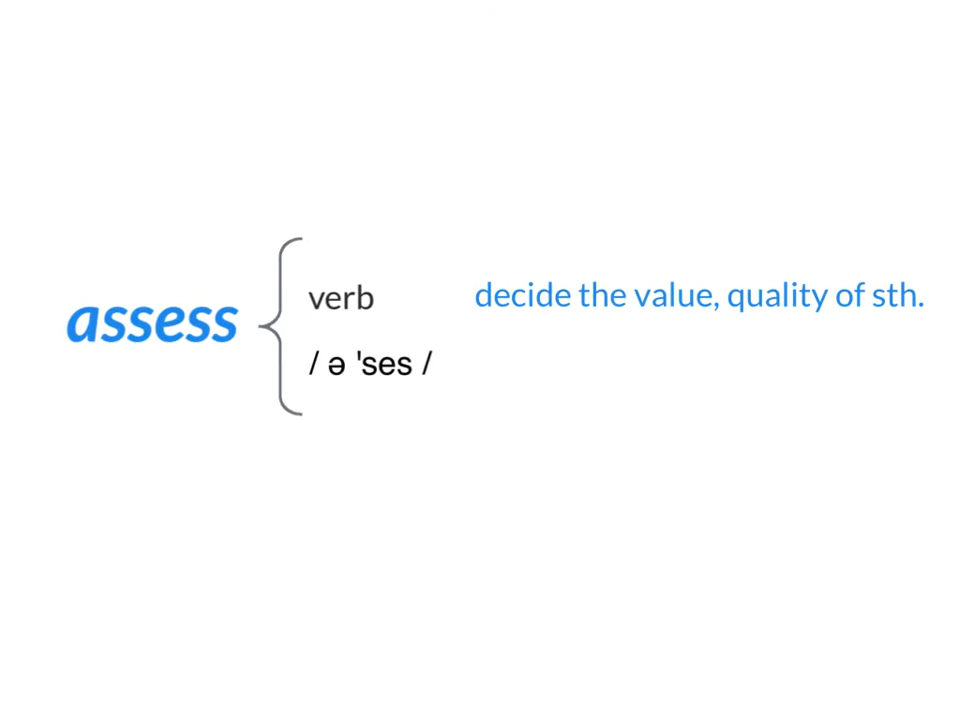 assess
verb
decide the value, quality of sth.
/ ə 'ses /